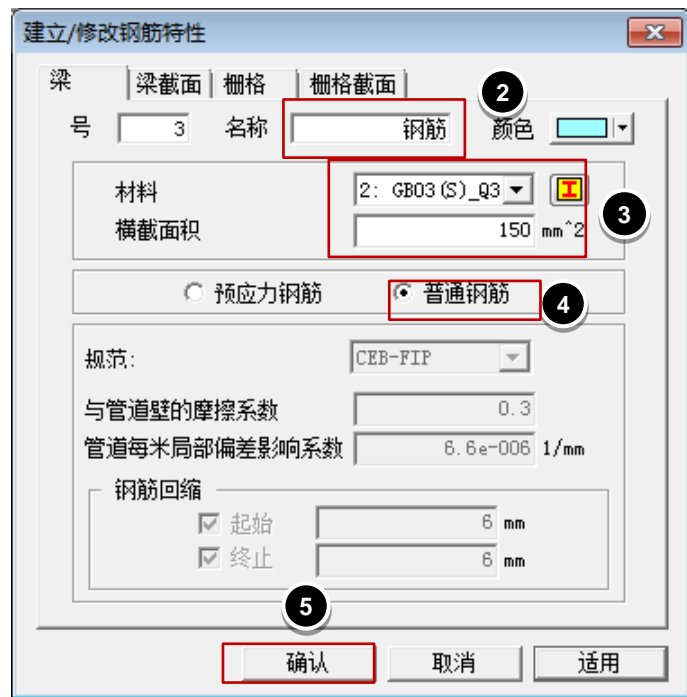 建立/修改钢筋特性
梁 梁截面 栅格 栅格截面
2
号 3 名称 钢筋 颜色
材料 2: GB03(S)_Q3
3
横截面积 150 mm^2
预应力钢筋 普通钢筋
4
规范: CEB-FIP
与管道壁的摩擦系数 0.3
管道每米局部偏差影响系数 6.6e-006 1/mm
钢筋回缩
起始 6 mm
终止 6 mm
5
确认 取消 适用